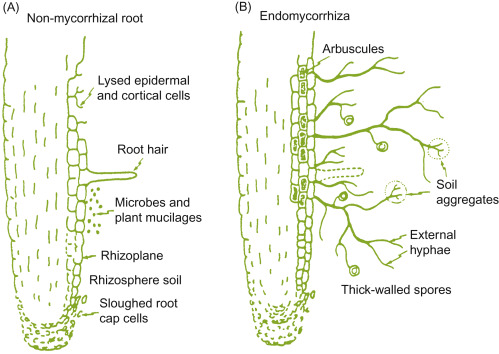 (A)
Non-mycorrhizal root
Lysed epidermal
and cortical cells
Root hair
Microbes and
plant mucilages
Rhizoplane
Rhizosphere soil
Sloughed root
cap cells
(B)
Endomycorrhiza
Arbuscules
Soil
aggregates
External
hyphae
Thick-walled spores